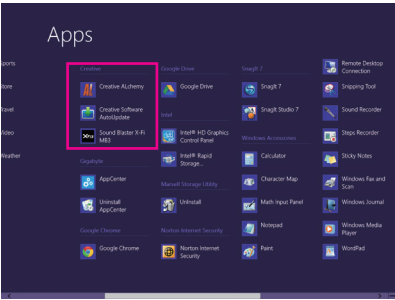 Apps
Sports
Store
Travel
Video
Weather
Creative
Creative ALchemy
Creative Software
AutoUpdate
Sound Blaster X-Fi
MB3
Gigabyte
AppCenter
Uninstall
AppCenter
Google Chrome
Google Chrome
Google Drive
Google Drive
Intel
Intel® HD Graphics
Control Panel
Intel® Rapid
Storage...
Marvell Storage Utility
Uninstall
Norton Internet Security
Norton Internet
Security
SnagIt 7
SnagIt 7
SnagIt Studio 7
Windows Accessories
Calculator
Character Map
Math Input Panel
Notepad
Paint
Remote Desktop
Connection
Snipping Tool
Sound Recorder
Steps Recorder
Sticky Notes
Windows Fax and
Scan
Windows Journal
Windows Media
Player
WordPad